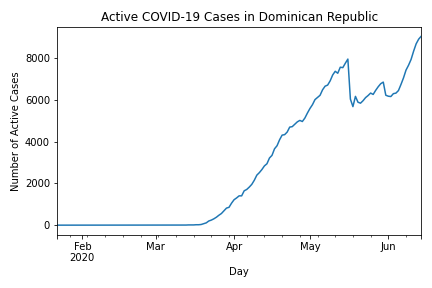 Active COVID-19 Cases in Dominican Republic
Number of Active Cases
8000
6000
4000
2000
0
Feb
2020
Mar
Apr
May
Jun
Day